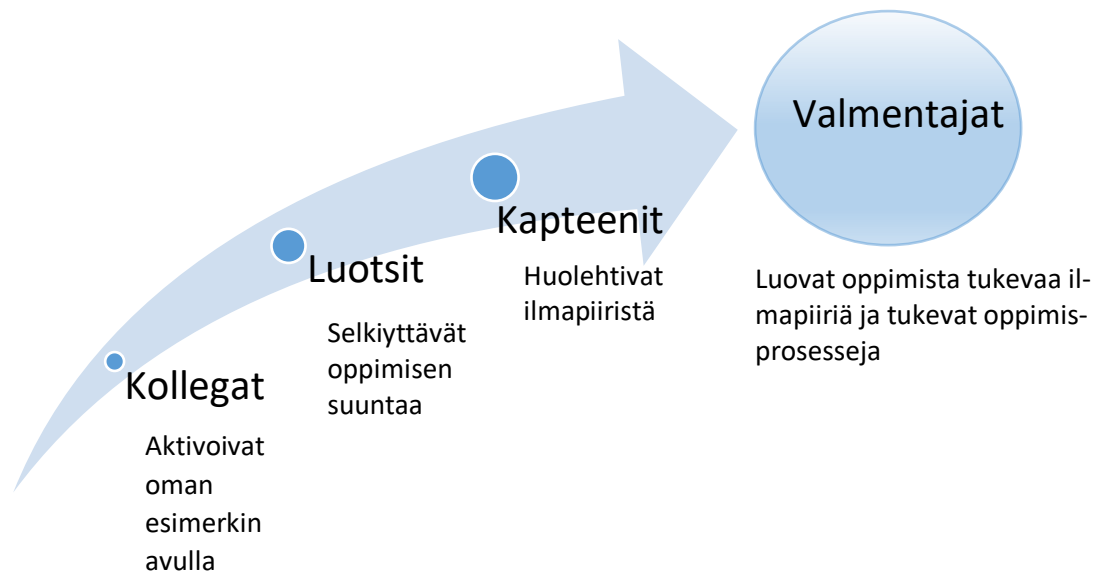 Kollegat
Aktivoivat
oman
esimerkin
avulla
Luotsit
Selkiyttävät
oppimisen
suuntaa
Kapteenit
Huolehtivat
ilmapiiristä
Valmentajat
Luovat oppimista tukevaa il-
mapiiriä ja tukevat oppimis-
prosesseja